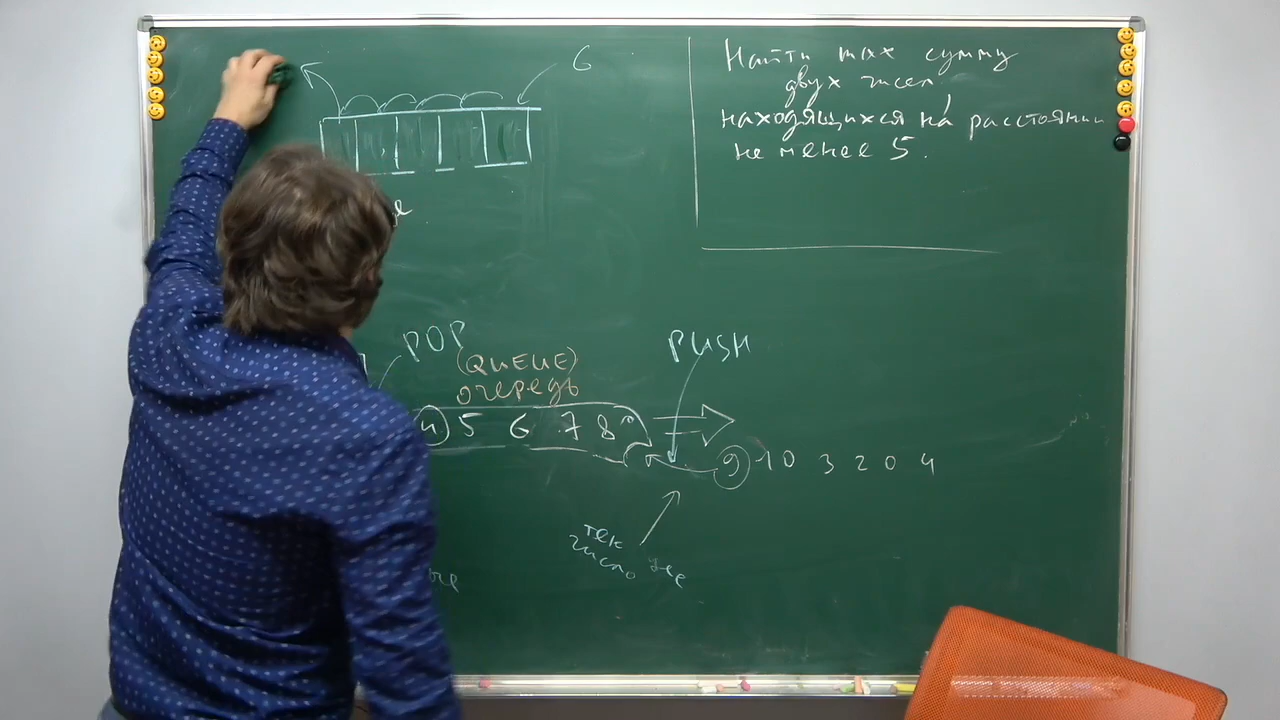 6
Найти max сумму
двух чисел,
находящихся на расстоянии
не менее 5.
POP
(QUEUE)
очередь
PUSH
4 5 6 7 8
9 10 3 2 0 4
тек
число